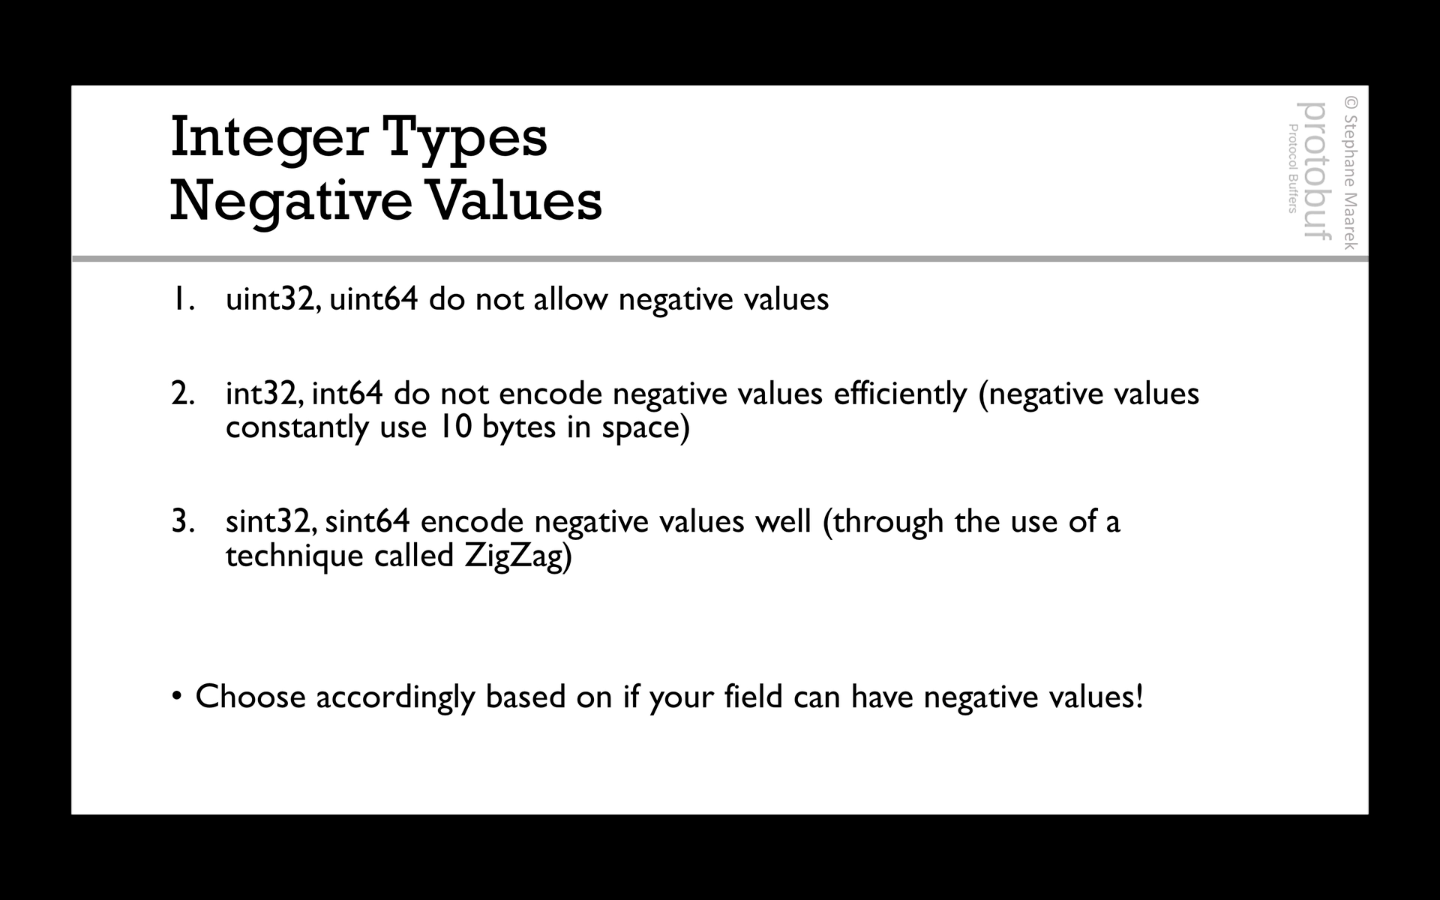 Integer Types
Negative Values
© Stephane Maarek
protobuf
Protocol Buffers
1. uint32, uint64 do not allow negative values
2. int32, int64 do not encode negative values efficiently (negative values
constantly use 10 bytes in space)
3. sint32, sint64 encode negative values well (through the use of a
technique called ZigZag)
• Choose accordingly based on if your field can have negative values!